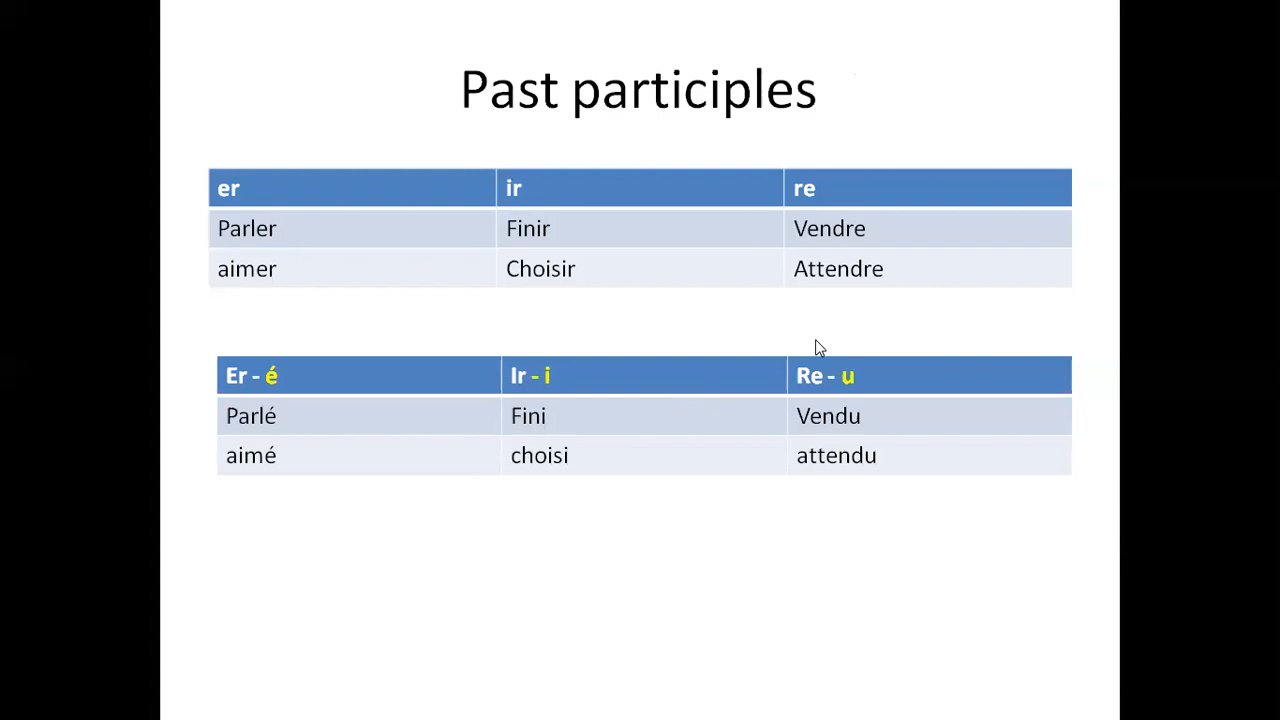 Past participles
er ir re
Parler Finir Vendre
aimer Choisir Attendre
Er - é Ir - i Re - u
Parlé Fini Vendu
aimé choisi attendu